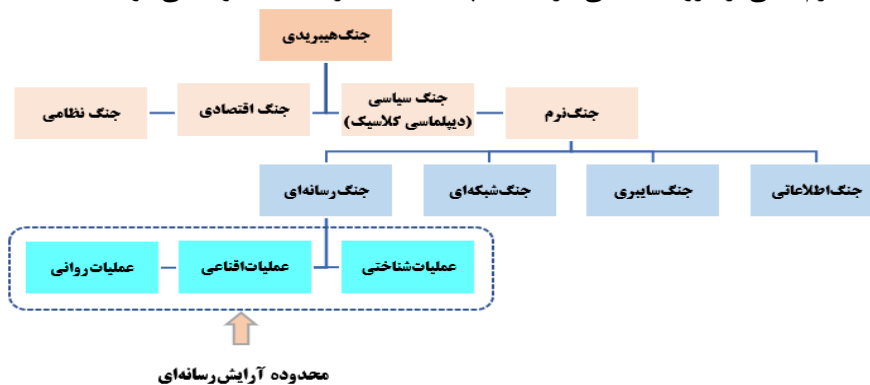 جنگ‌هیبریدی
جنگ‌نرم
جنگ سیاسی
(دیپلماسی کلاسیک)
جنگ اقتصادی
جنگ نظامی
جنگ‌اطلاعاتی
جنگ‌سایبری
جنگ‌شبکه‌ای
جنگ‌رسانه‌ای
عملیات‌شناختی
عملیات‌اقناعی
عملیات‌روانی
محدوده آرایش‌رسانه‌ای